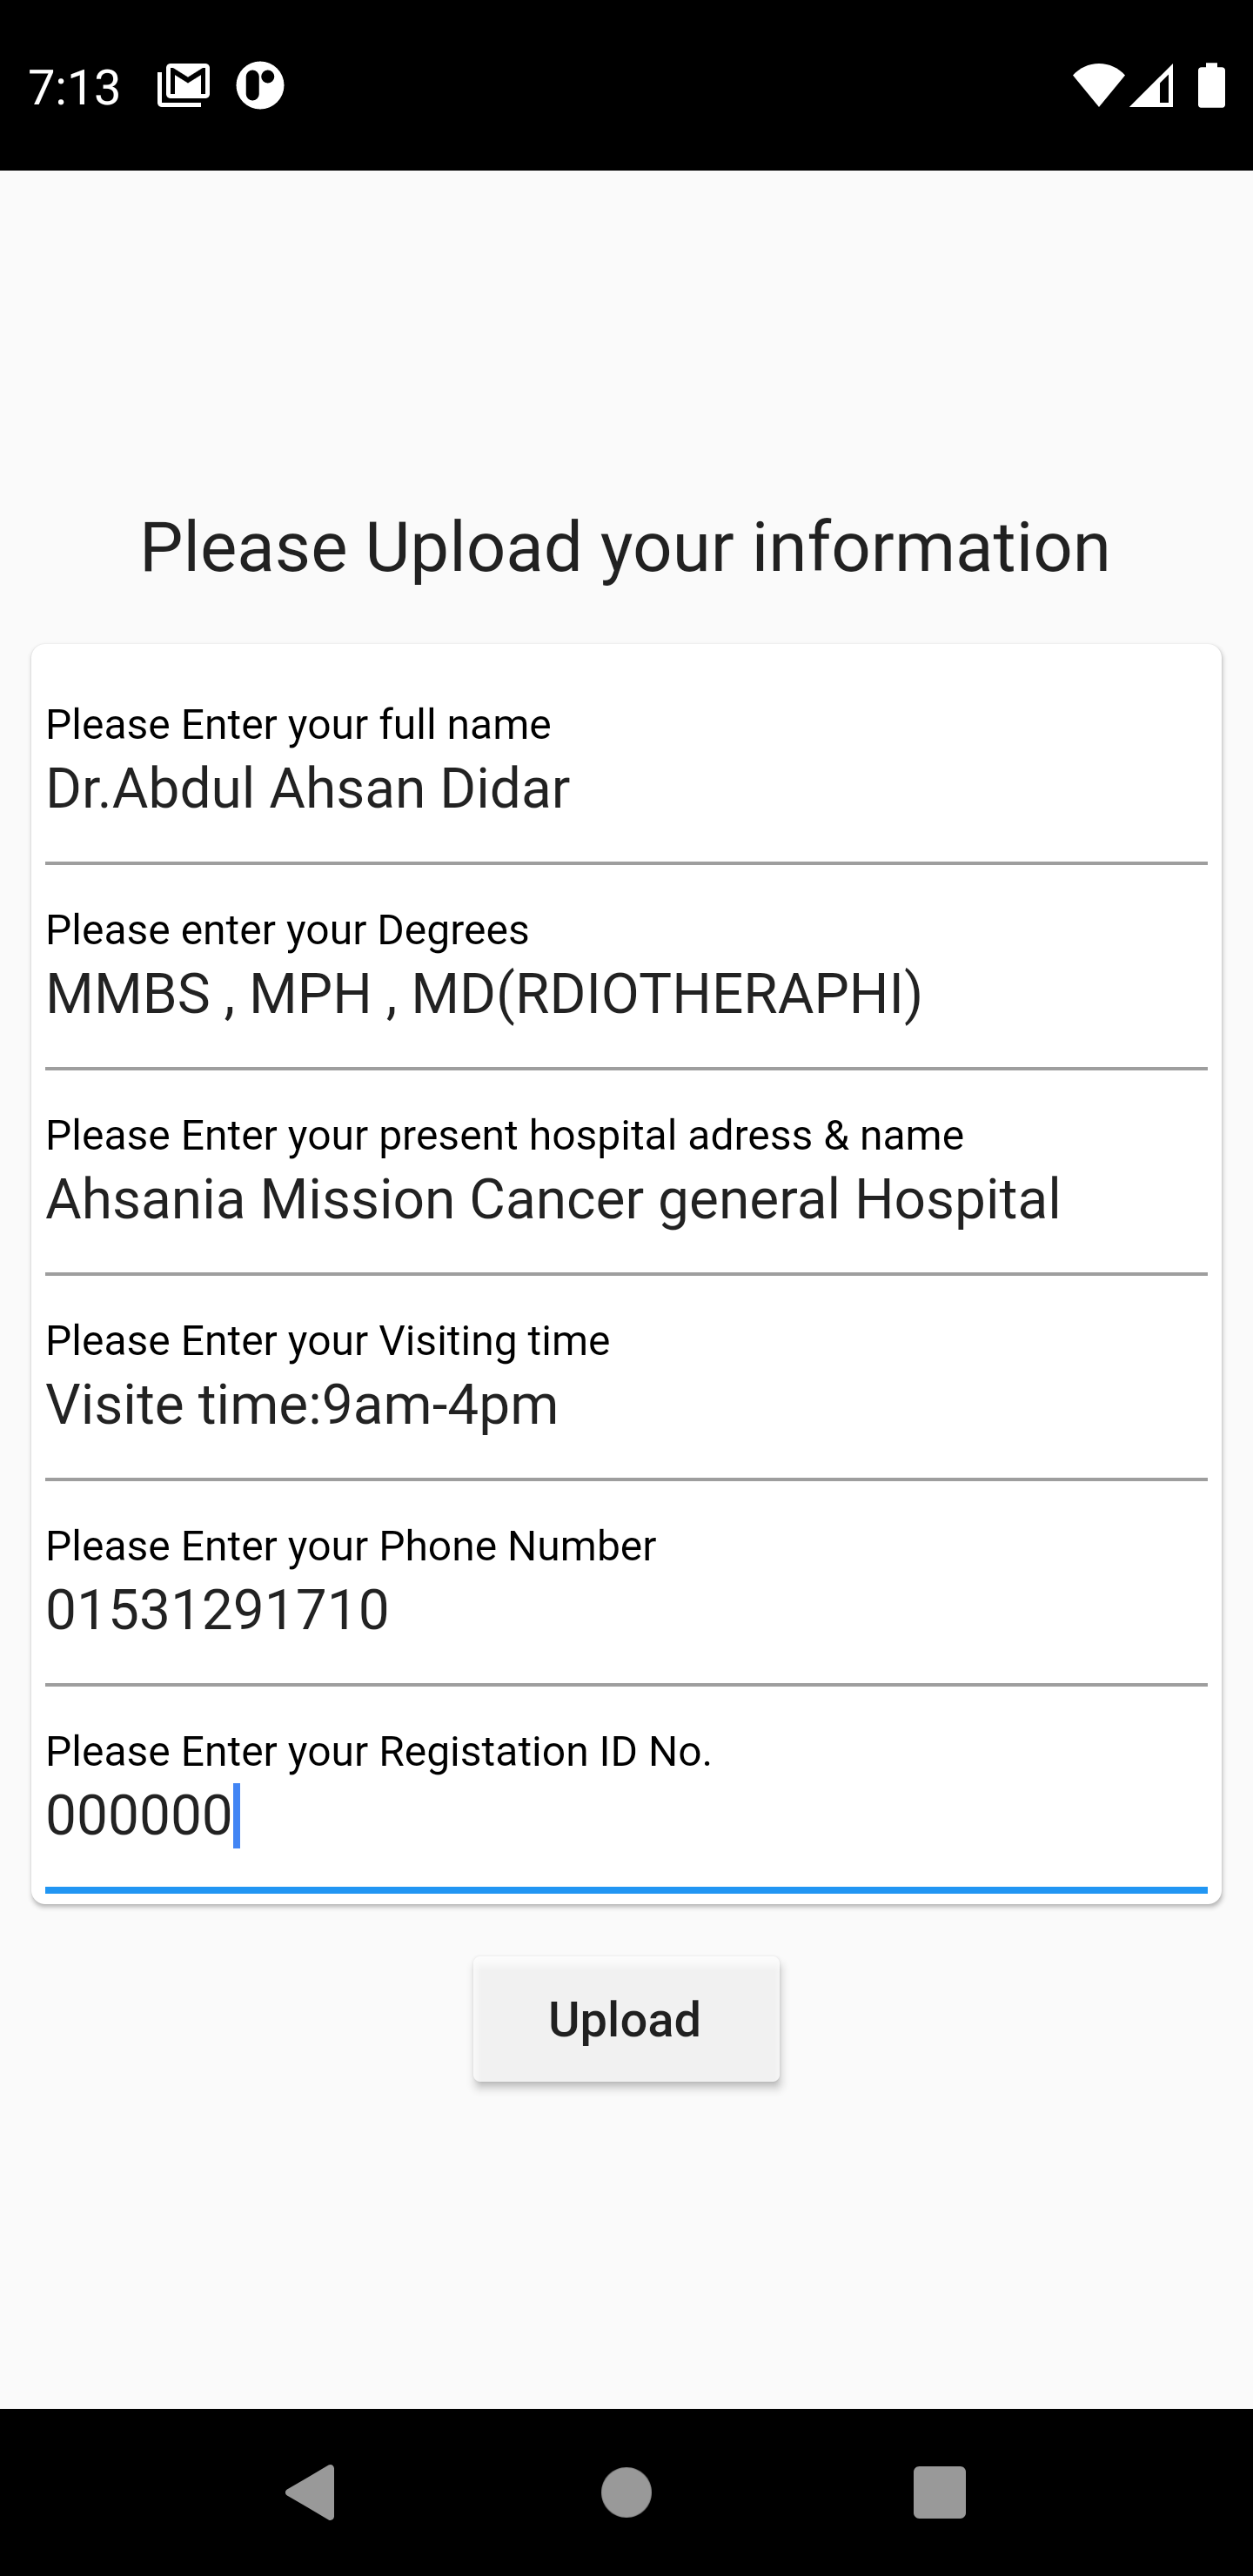 7:13
Please Upload your information
Please Enter your full name
Dr.Abdul Ahsan Didar
Please enter your Degrees
MMBS , MPH , MD(RDIOTHERAPHI)
Please Enter your present hospital adress & name
Ahsania Mission Cancer general Hospital
Please Enter your Visiting time
Visite time:9am-4pm
Please Enter your Phone Number
01531291710
Please Enter your Registation ID No.
000000
Upload